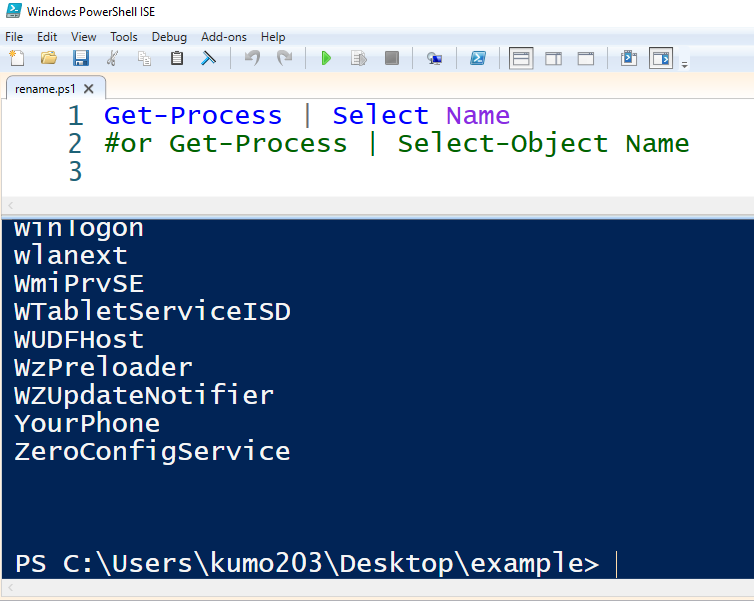 Windows PowerShell ISE
File Edit View Tools Debug Add-ons Help
rename.ps1
1 Get-Process | Select Name
2 #or Get-Process | Select-Object Name
3
winlogon
wlanext
WmiPrvSE
WTabletServiceISD
WUDFHost
WzPreloader
WZUpdateNotifier
YourPhone
ZeroConfigService
PS C:\Users\kumo203\Desktop\example>